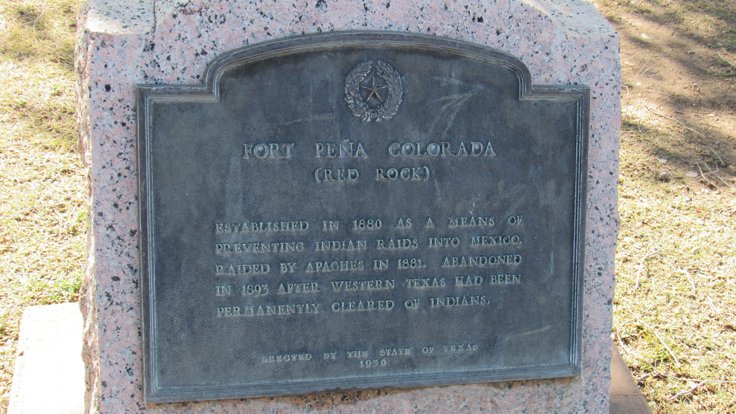 FORT PEÑA COLORADA
(RED ROCK)
ESTABLISHED IN 1880 AS A MEANS OF
PREVENTING INDIAN RAIDS INTO MEXICO.
RAIDED BY APACHES IN 1881. ABANDONED
IN 1893 AFTER WESTERN TEXAS HAD BEEN
PERMANENTLY CLEARED OF INDIANS.
ERECTED BY THE STATE OF TEXAS
1936